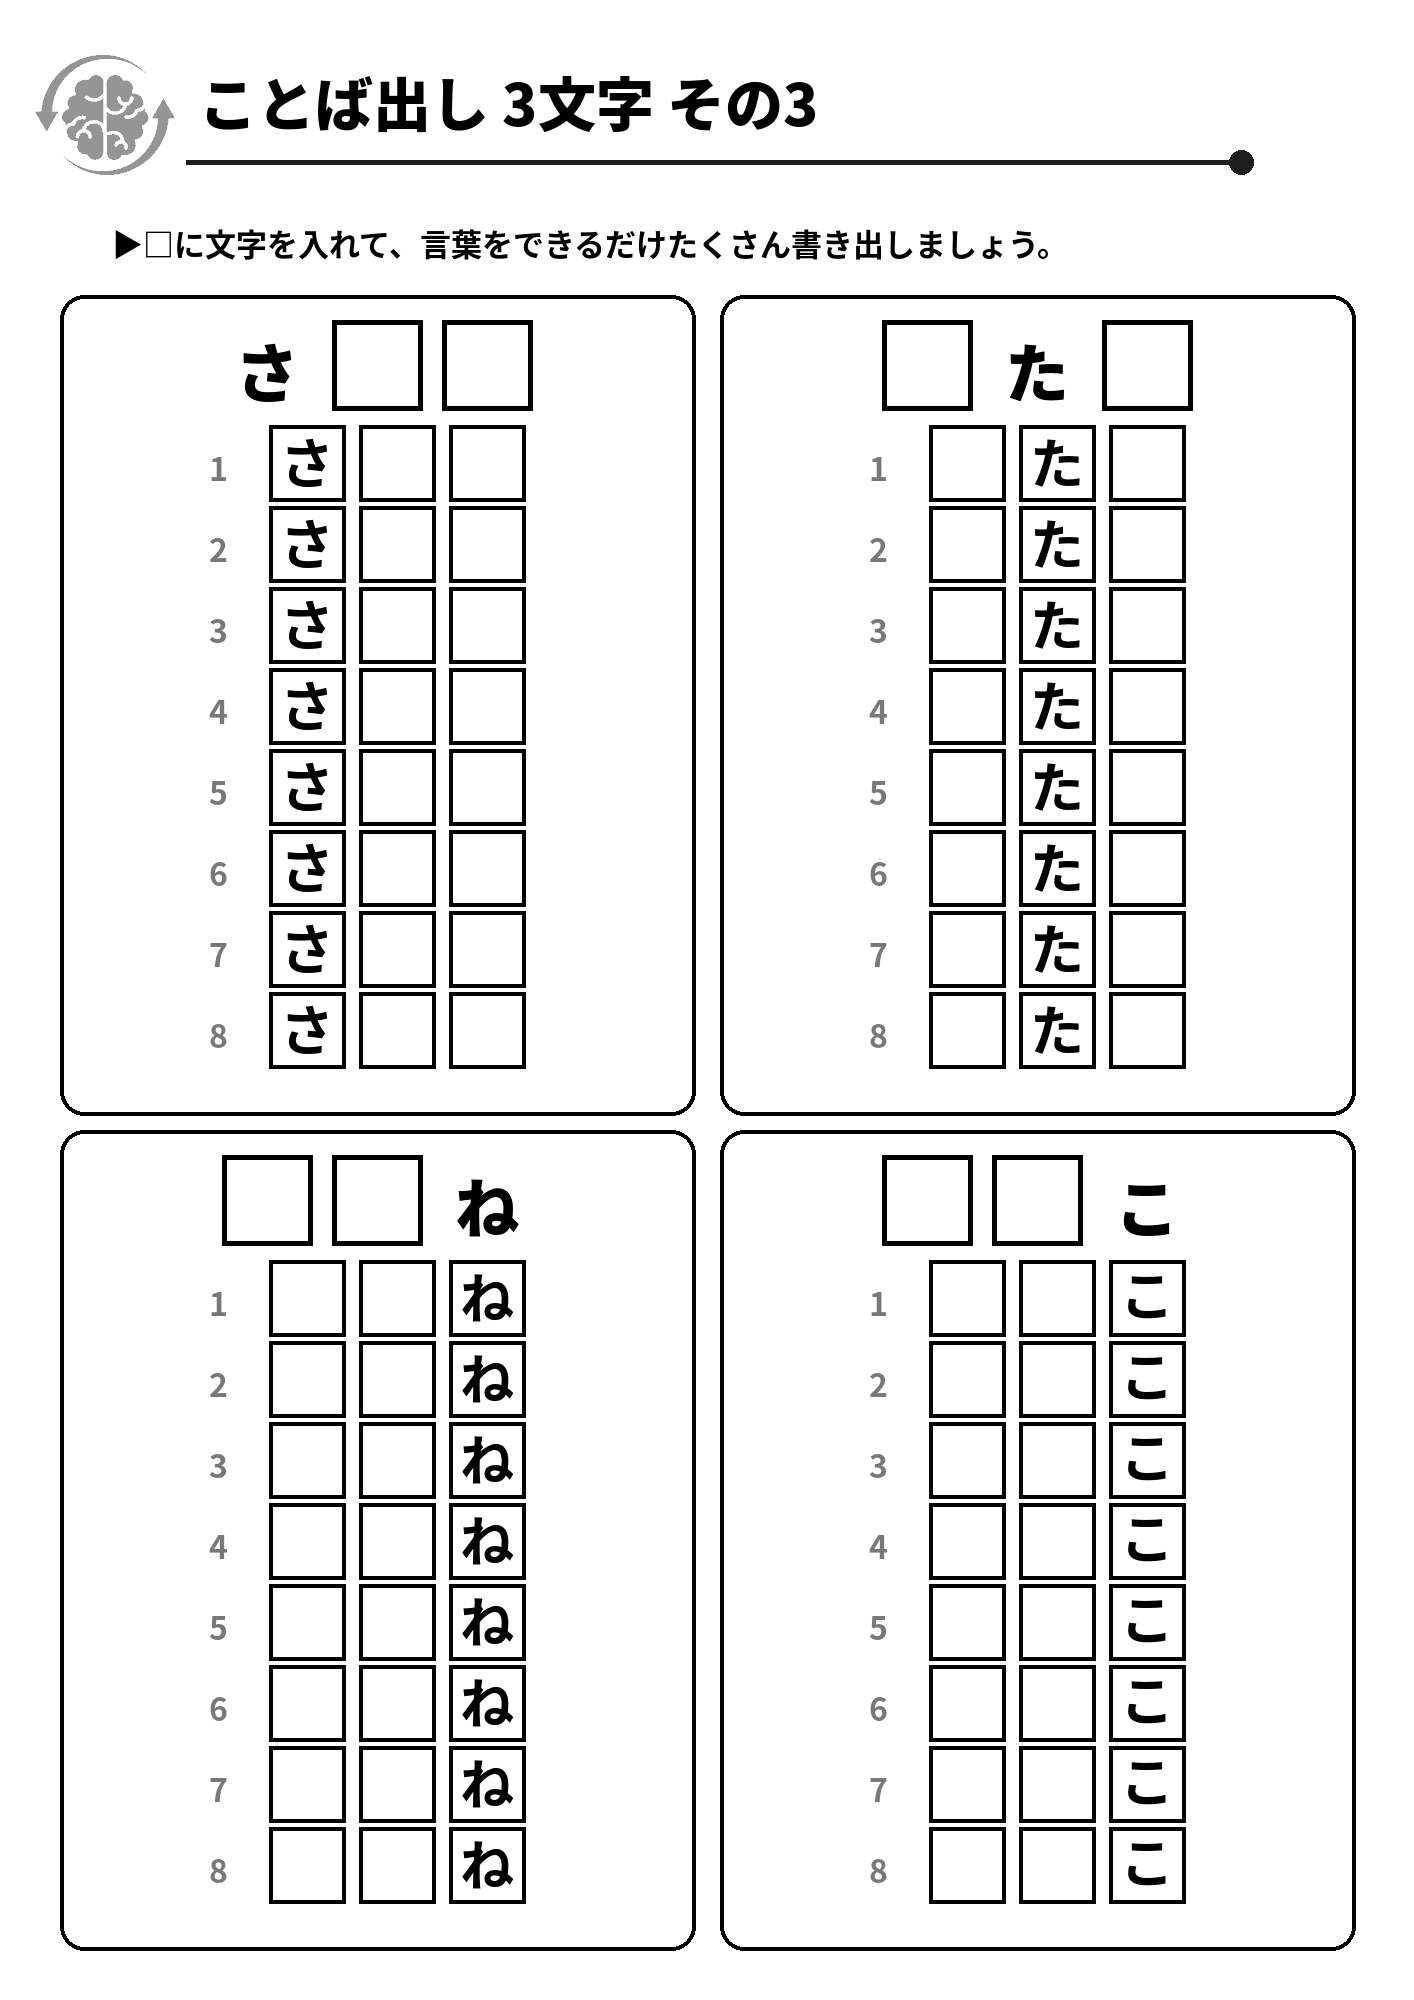 ことば出し 3文字 その3
▶□に文字を入れて、言葉をできるだけたくさん書き出しましょう。
さ □ □
1 さ
2 さ
3 さ
4 さ
5 さ
6 さ
7 さ
8 さ
□ た □
1 た
2 た
3 た
4 た
5 た
6 た
7 た
8 た
□ □ ね
1 ね
2 ね
3 ね
4 ね
5 ね
6 ね
7 ね
8 ね
□ □ こ
1 こ
2 こ
3 こ
4 こ
5 こ
6 こ
7 こ
8 こ